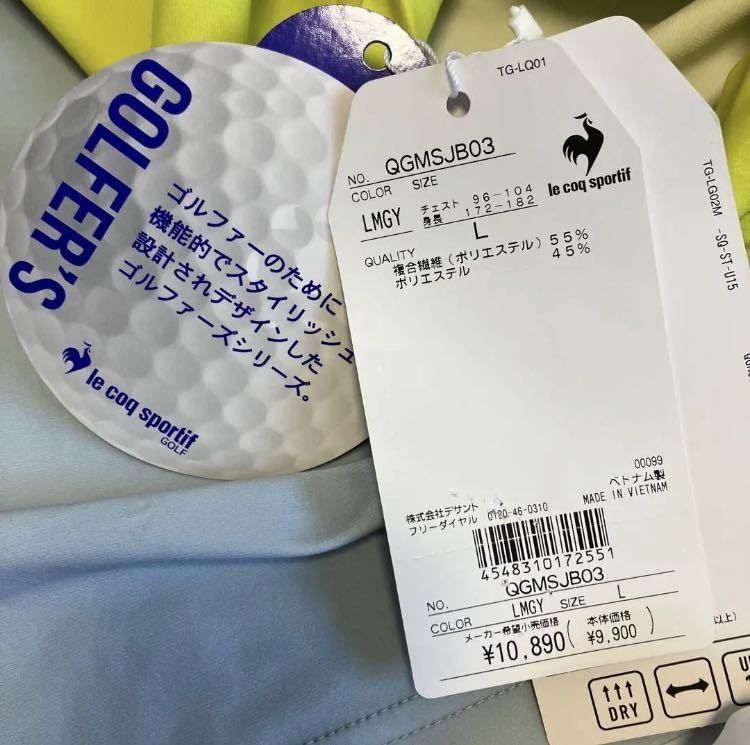 GOLFER'S
ゴルファーのために
機能的でスタイリッシュ
設計されデザインした
ゴルファーズシリーズ。
le coq sportif
GOLF
TG-LQ01
le coq sportif
NO. QGMSJB03
COLOR SIZE
LMGY チェスト 96-104
身長 172-182
L
QUALITY
複合繊維(ポリエステル) 55%
ポリエステル 45%
00099
ベトナム製
MADE IN VIETNAM
株式会社デサント
フリーダイヤル 0120-46-0310
4548310172551
NO. QGMSJB03
COLOR LMGY SIZE L
メーカー希望小売価格 本体価格
¥10,890 ( ¥9,900 )
TG-LG02M -SQ-ST-U15
以上)
DRY